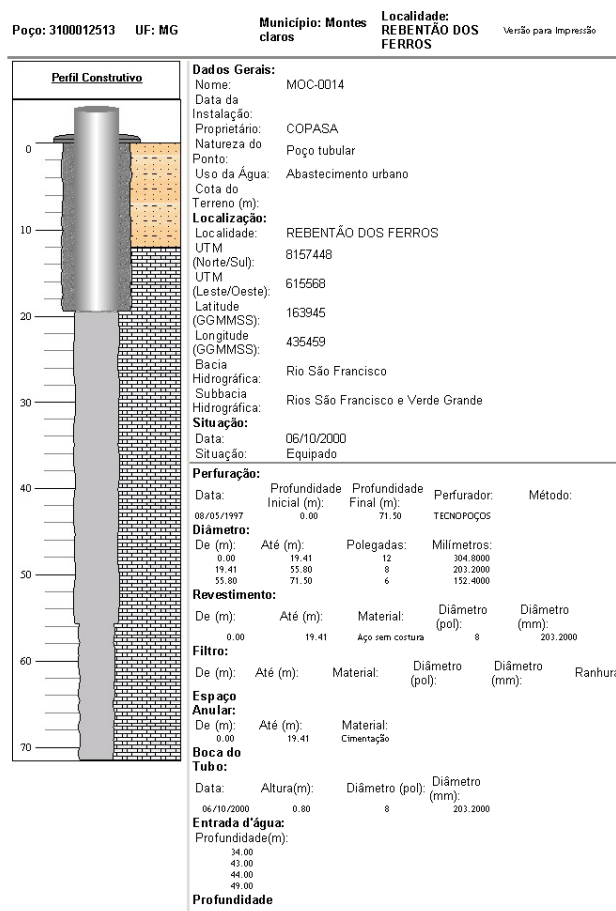 Poço: 3100012513 UF: MG Município: Montes claros Localidade: REBENTÃO DOS FERROS Versão para Impressão
Perfil Construtivo
0
10
20
30
40
50
60
70
Dados Gerais:
Nome: MOC-0014
Data da Instalação:
Proprietário: COPASA
Natureza do Ponto: Poço tubular
Uso da Água: Abastecimento urbano
Cota do Terreno (m):
Localização:
Localidade: REBENTÃO DOS FERROS
UTM (Norte/Sul): 8157448
UTM (Leste/Oeste): 615568
Latitude (GGMMSS): 163945
Longitude (GGMMSS): 435459
Bacia Hidrográfica: Rio São Francisco
Subbacia Hidrográfica: Rios São Francisco e Verde Grande
Situação:
Data: 06/10/2000
Situação: Equipado
Perfuração:
Data: Profundidade Inicial (m): Profundidade Final (m): Perfurador: Método:
08/05/1997 0.00 71.50 TECNOPOÇOS
Diâmetro:
De (m): Até (m): Polegadas: Milímetros:
0.00 19.41 12 304.8000
19.41 55.80 8 203.2000
55.80 71.50 6 152.4000
Revestimento:
De (m): Até (m): Material: Diâmetro (pol): Diâmetro (mm):
0.00 19.41 Aço sem costura 8 203.2000
Filtro:
De (m): Até (m): Material: Diâmetro (pol): Diâmetro (mm): Ranhura
Espaço Anular:
De (m): Até (m): Material:
0.00 19.41 Cimentação
Boca do Tubo:
Data: Altura(m): Diâmetro (pol): Diâmetro (mm):
06/10/2000 0.80 8 203.2000
Entrada d'água:
Profundidade(m):
34.00
43.00
44.00
49.00
Profundidade